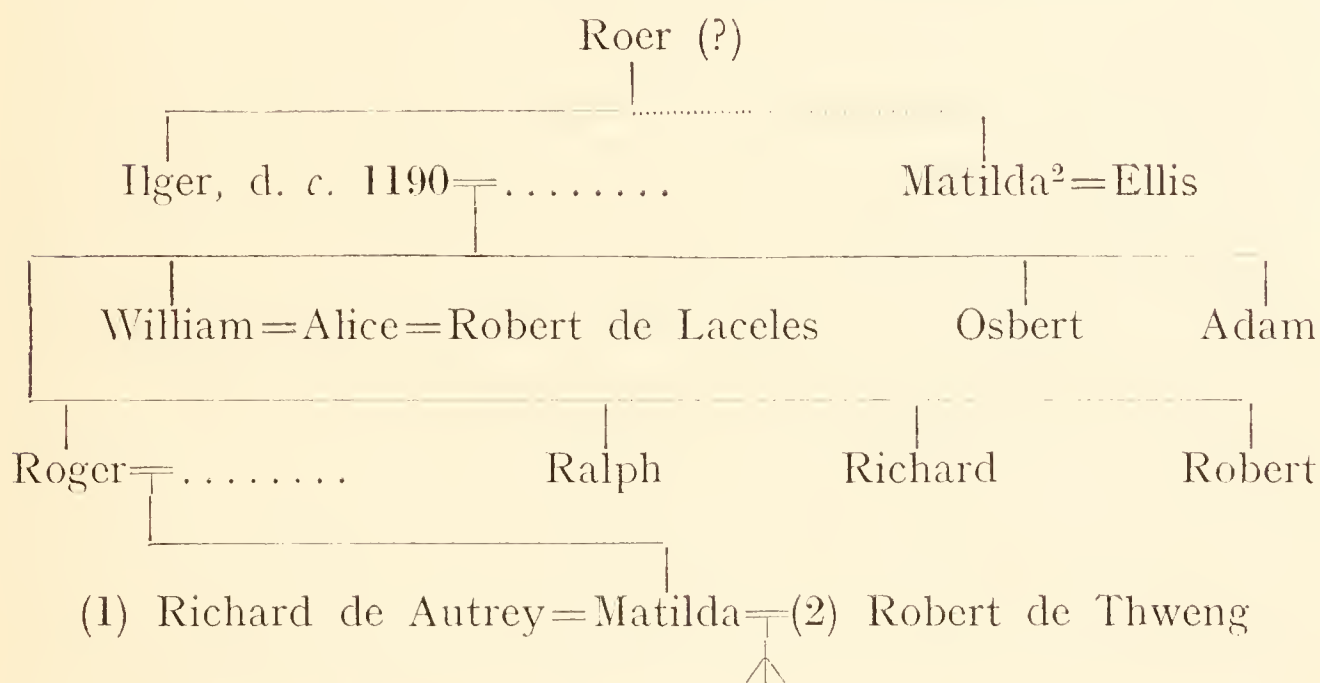 Roer (?)
Ilger, d. c. 1190=........ Matilda²=Ellis
William=Alice=Robert de Laceles Osbert Adam
Roger=........ Ralph Richard Robert
(1) Richard de Autrey=Matilda=(2) Robert de Thweng